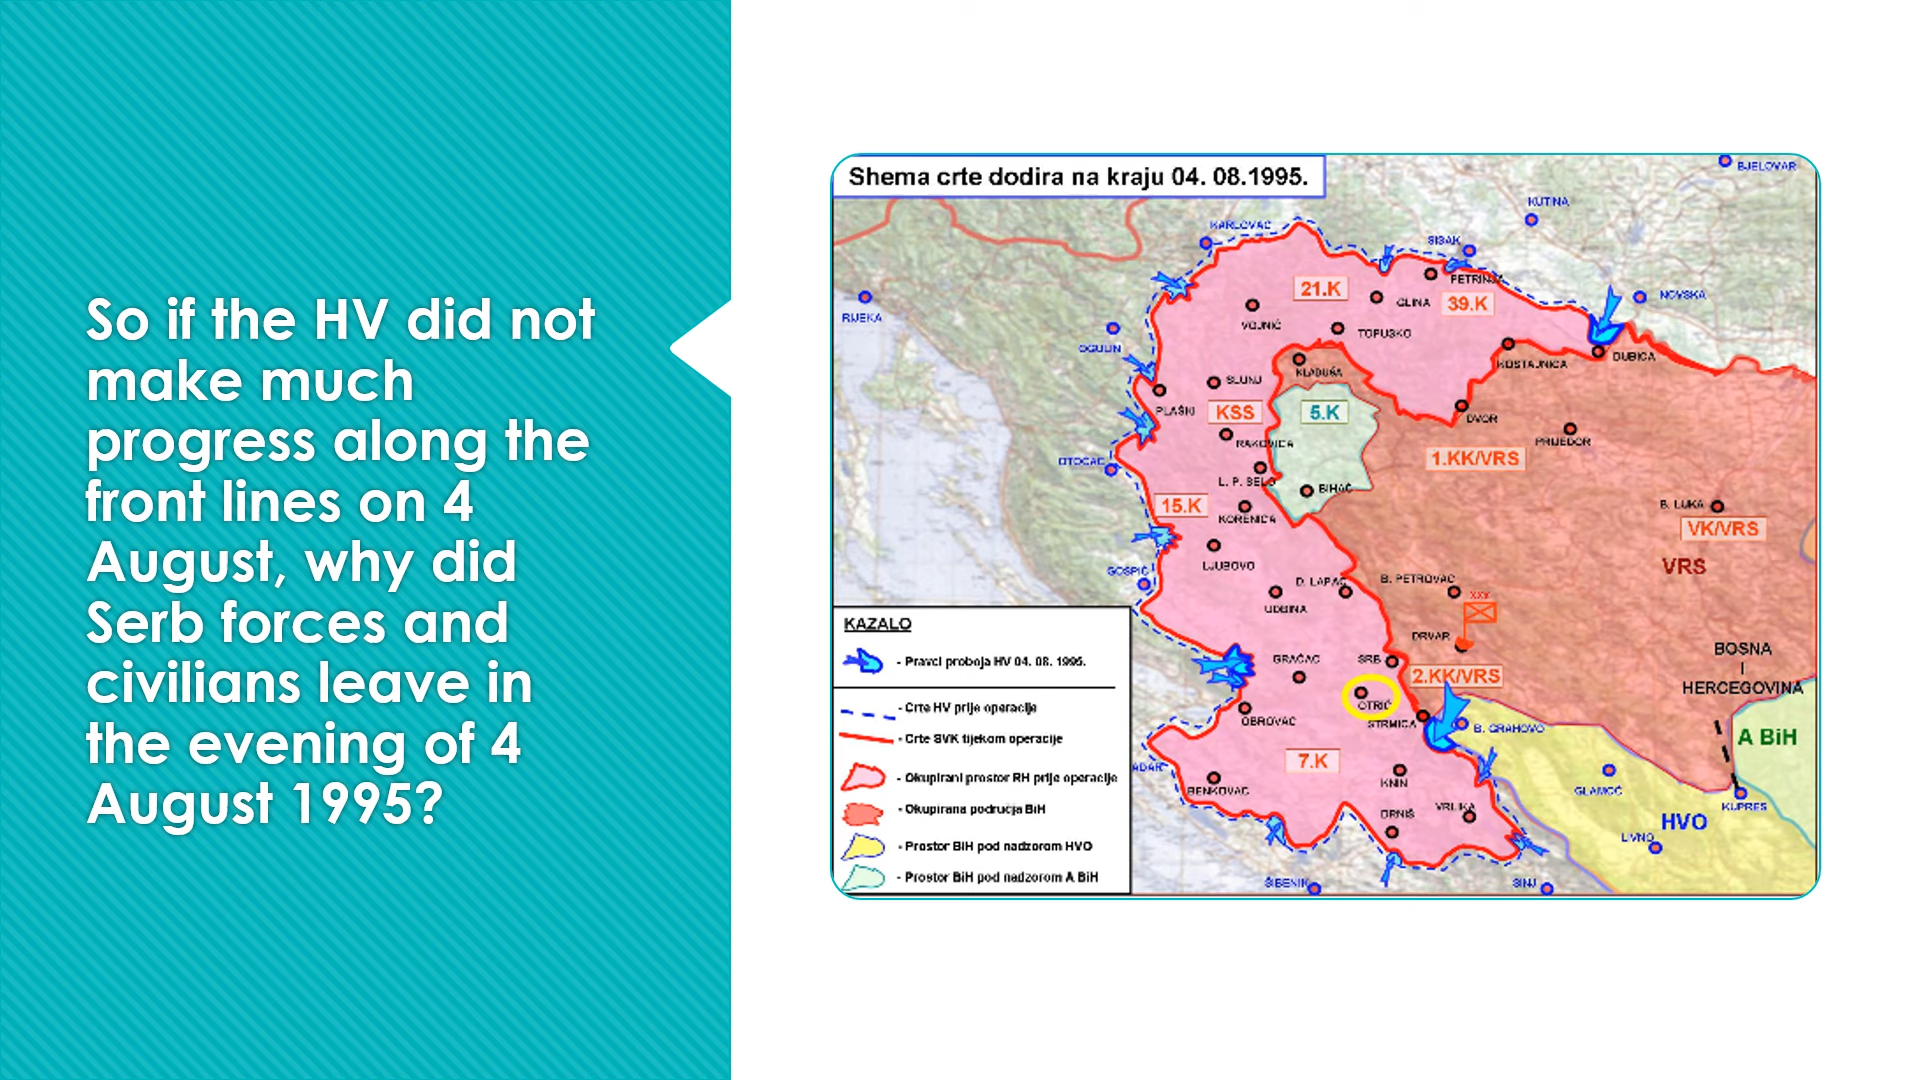 So if the HV did not
make much
progress along the
front lines on 4
August, why did
Serb forces and
civilians leave in
the evening of 4
August 1995?
Shema crte dodira na kraju 04. 08.1995.
BJELOVAR
KUTINA
KARLOVAC
SISAK
PETRINJA
21.K
39.K
GLINA
NOVSKA
RIJEKA
VOJNIĆ
TOPUSKO
OGULIN
DUBICA
KOSTAJNICA
KLADUŠA
SLUNJ
PLAŠKI
KSS
5.K
DVOR
RAKOVICA
PRIJEDOR
OTOČAC
1.KK/VRS
L. P. SELO
BIHAĆ
15.K
KORENICA
B. LUKA
VK/VRS
LJUBOVO
VRS
GOSPIĆ
D. LAPAC
B. PETROVAC
UDBINA
XXX
DRVAR
GRAČAC
SRB
2.KK/VRS
BOSNA
I
HERCEGOVINA
OTRIĆ
OBROVAC
STRMICA
B. GRAHOVO
A BiH
ZADAR
7.K
KNIN
BENKOVAC
GLAMOČ
KUPRES
DRNIŠ
VRLIKA
HVO
LIVNO
ŠIBENIK
SINJ
KAZALO
- Pravci proboja HV 04. 08. 1995.
- Crte HV prije operacije
- Crte SVK tijekom operacije
- Okupirani prostor RH prije operacije
- Okupirana područja BiH
- Prostor BiH pod nadzorom HVO
- Prostor BiH pod nadzorom A BiH